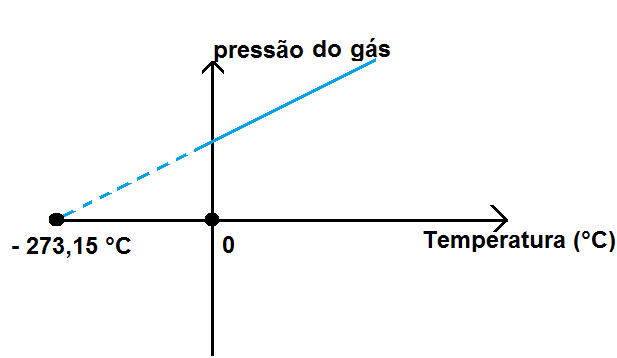 pressão do gás
- 273,15 °C
0
Temperatura (°C)